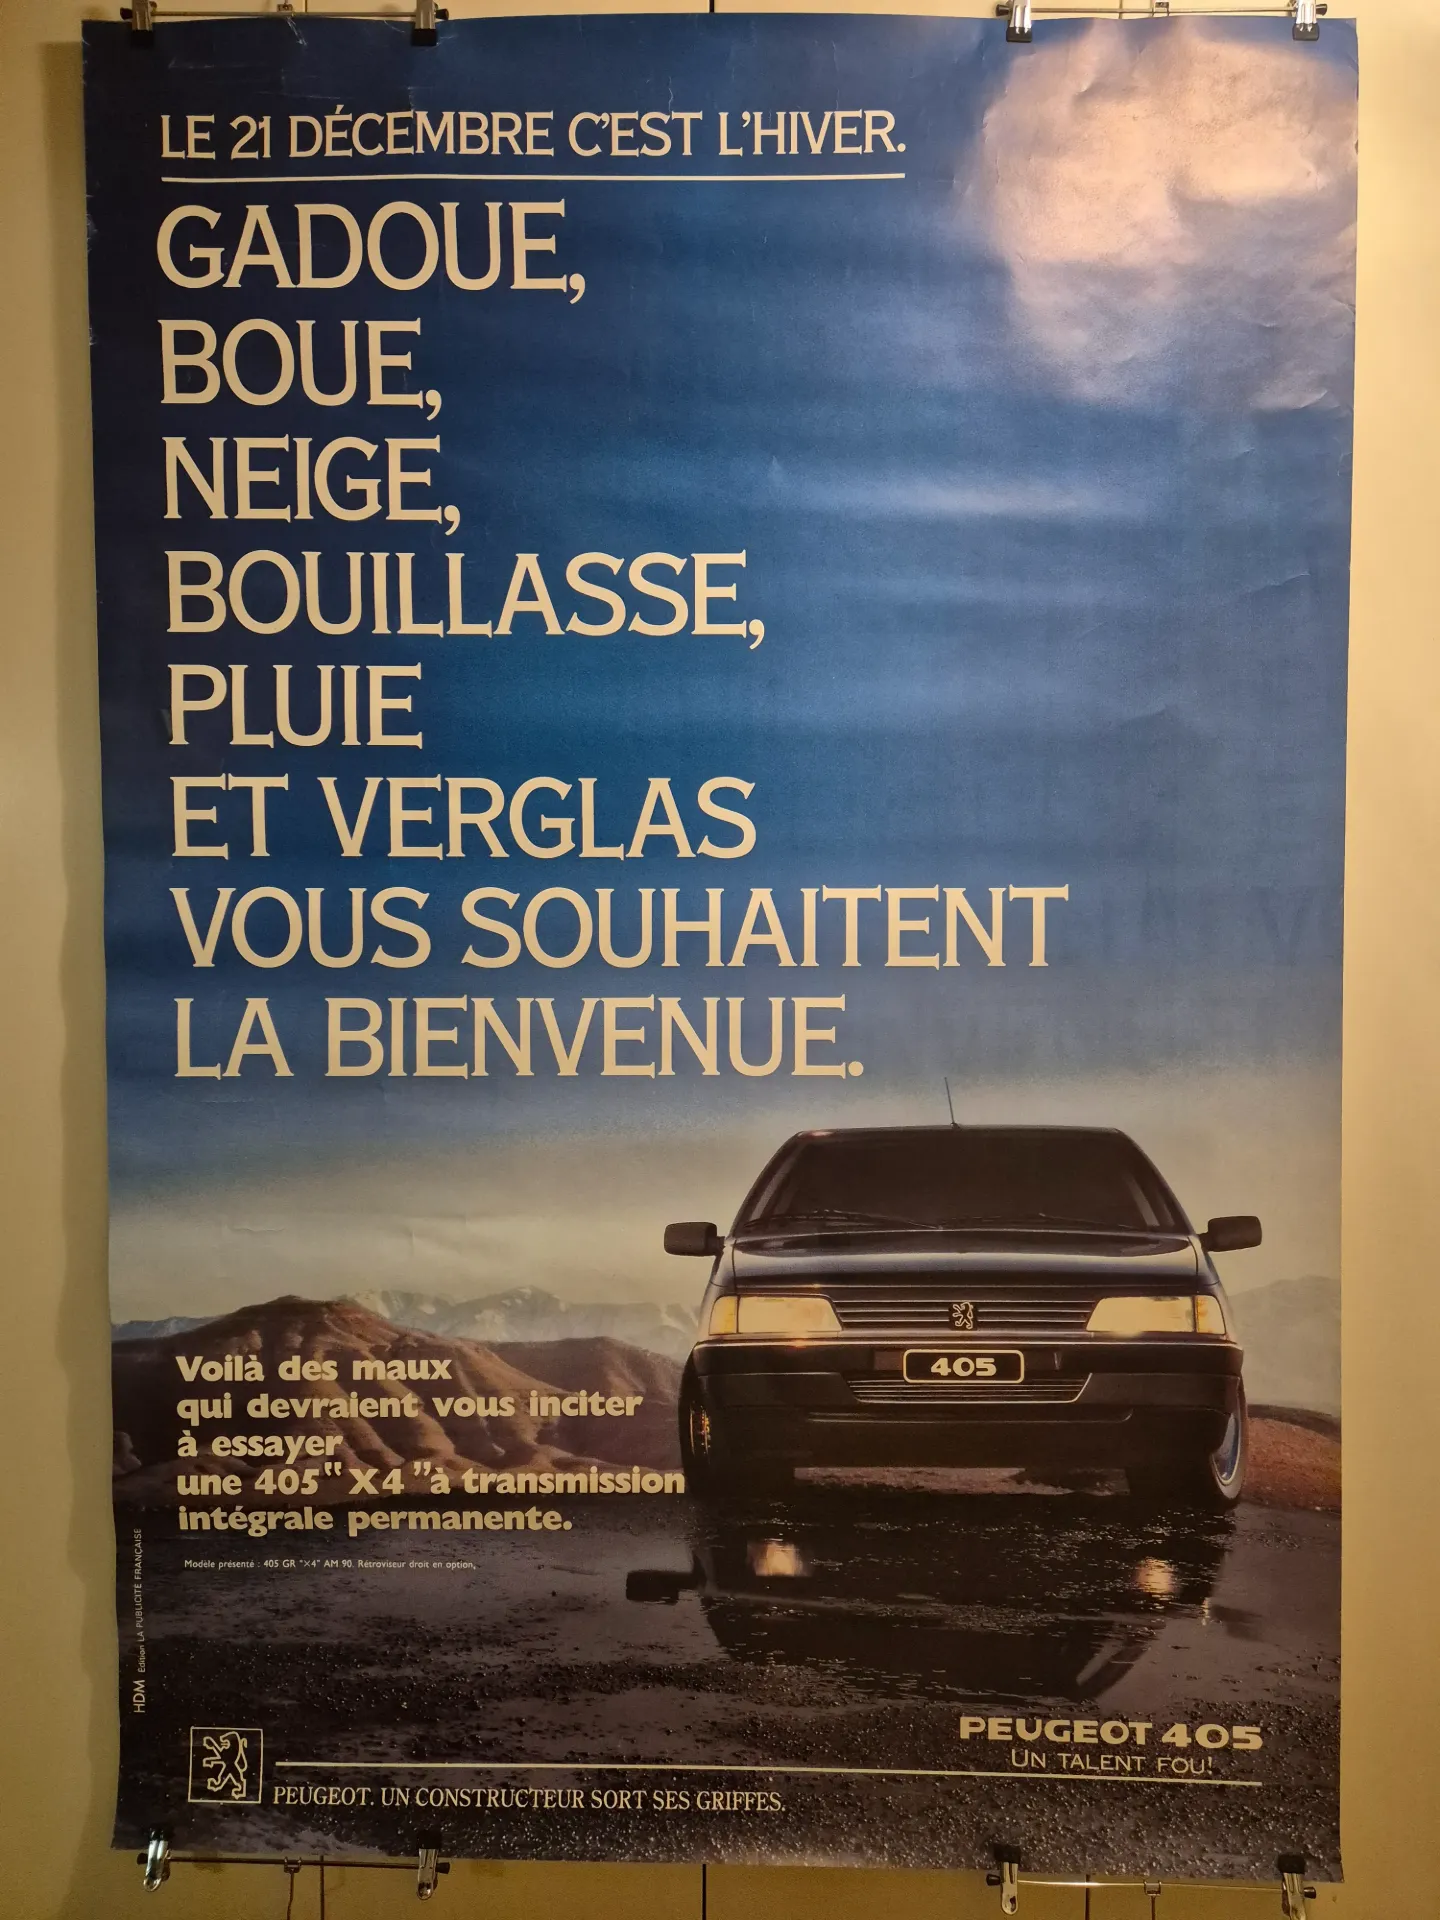 LE 21 DÉCEMBRE C'EST L'HIVER.
GADOUE,
BOUE,
NEIGE,
BOUILLASSE,
PLUIE
ET VERGLAS
VOUS SOUHAITENT
LA BIENVENUE.
405
Voilà des maux
qui devraient vous inciter
à essayer
une 405 "X4" à transmission
intégrale permanente.
Modèle présenté : 405 GR "X4" AM 90. Rétroviseur droit en option.
HDM Edition LA PUBLICITÉ FRANÇAISE
PEUGEOT 405
UN TALENT FOU!
PEUGEOT. UN CONSTRUCTEUR SORT SES GRIFFES.